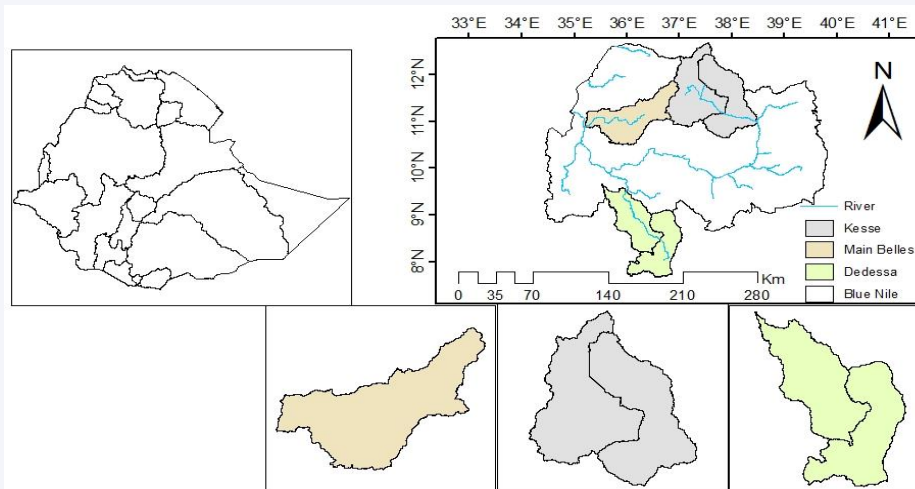 33°E 34°E 35°E 36°E 37°E 38°E 39°E 40°E 41°E
12°N
11°N
10°N
9°N
8°N
N
River
Kesse
Main Belles
Dedessa
Blue Nile
Km
0 35 70 140 210 280